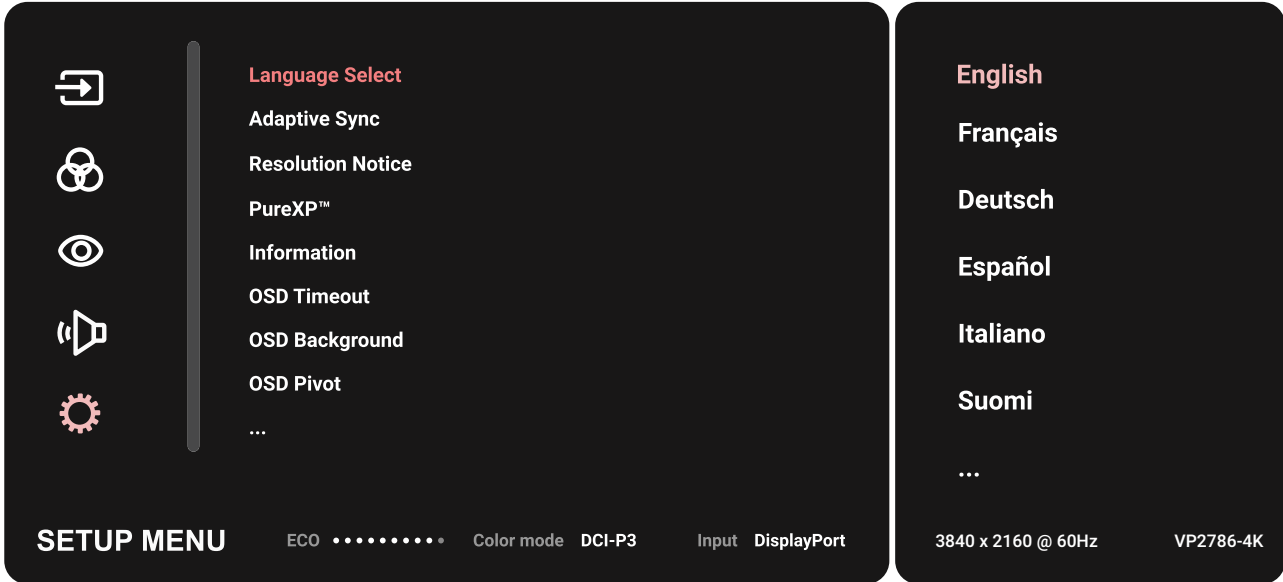 Language Select
Adaptive Sync
Resolution Notice
PureXP™
Information
OSD Timeout
OSD Background
OSD Pivot
...
English
Français
Deutsch
Español
Italiano
Suomi
...
SETUP MENU ECO Color mode DCI-P3 Input DisplayPort 3840 x 2160 @ 60Hz VP2786-4K